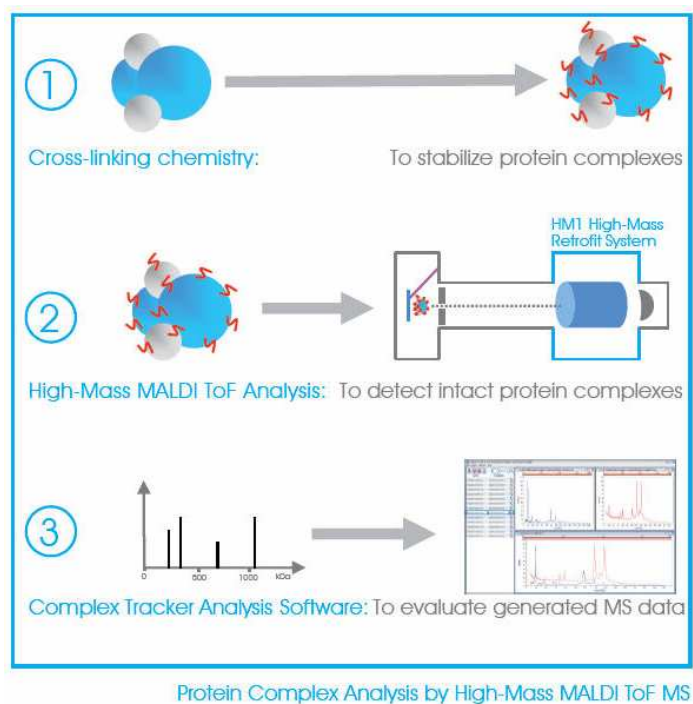 1
Cross-linking chemistry: To stabilize protein complexes
HM1 High-Mass
Retrofit System
2
High-Mass MALDI ToF Analysis: To detect intact protein complexes
3
0 500 1000 kDa
Complex Tracker Analysis Software: To evaluate generated MS data
Protein Complex Analysis by High-Mass MALDI ToF MS